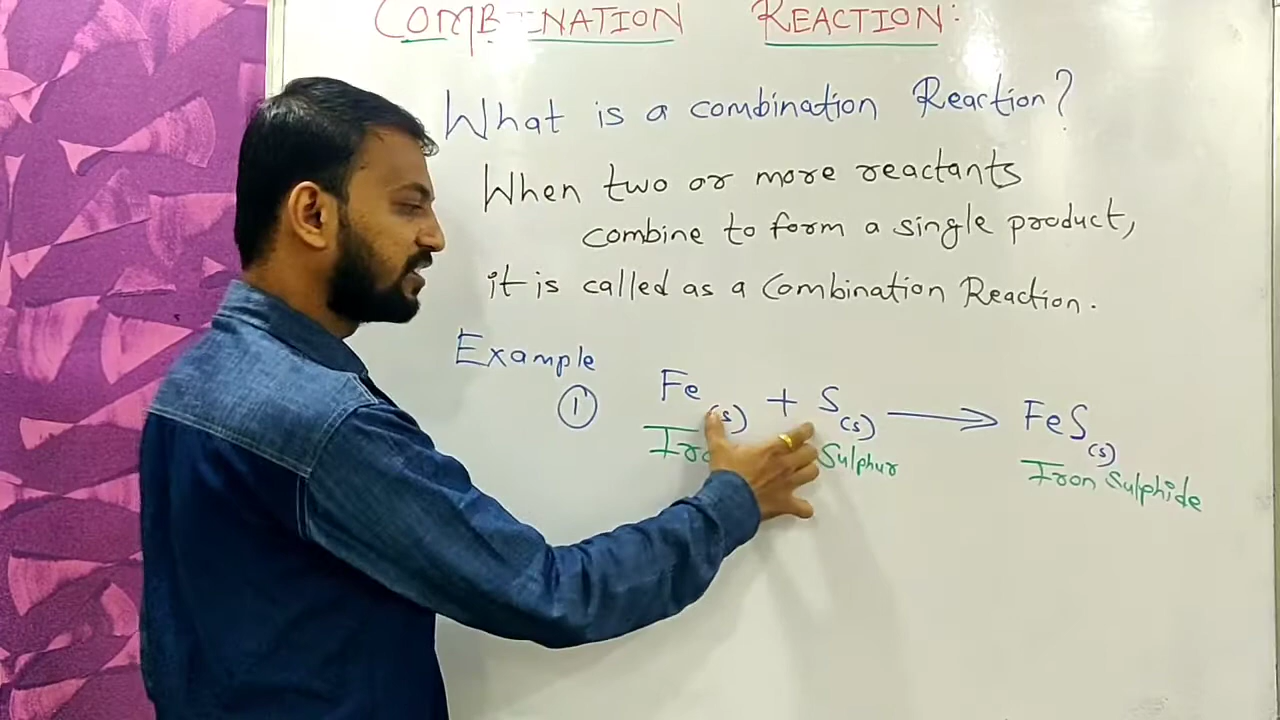 COMBINATION REACTION:
What is a combination Reaction?
When two or more reactants
combine to form a single product,
it is called as a Combination Reaction.
Example
① Fe(s) + S(s) ⟶ FeS(s)
Sulphur Iron Sulphide